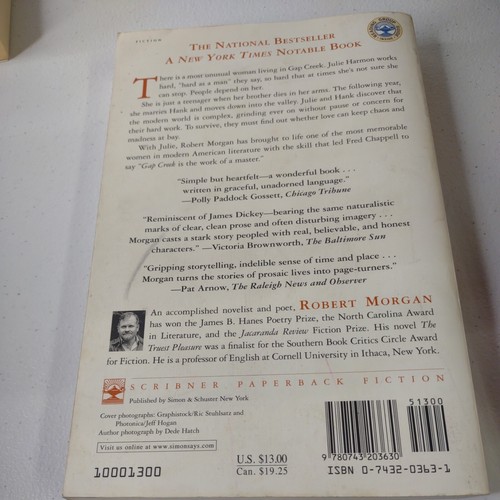 FICTION
THE NATIONAL BESTSELLER
A NEW YORK TIMES NOTABLE BOOK
There is a most unusual woman living in Gap Creek. Julie Harmon works
hard, "hard as a man" they say, so hard that at times she's not sure she
can stop. People depend on her.
She is just a teenager when her brother dies in her arms. The following year,
she marries Hank and moves down into the valley. Julie and Hank discover that
the modern world is complex, grinding ever on without pause or concern for
their hard work. To survive, they must find out whether love can keep chaos and
madness at bay.
With Julie, Robert Morgan has brought to life one of the most memorable
women in modern American literature with the skill that led Fred Chappell to
say "Gap Creek is the work of a master."
"Simple but heartfelt—a wonderful book . . .
written in graceful, unadorned language."
—Polly Paddock Gossett, Chicago Tribune
"Reminiscent of James Dickey—bearing the same naturalistic
marks of clear, clean prose and often disturbing imagery . . .
Morgan casts a stark story peopled with real, believable, and honest
characters." —Victoria Brownworth, The Baltimore Sun
"Gripping storytelling, indelible sense of time and place . . .
Morgan turns the stories of prosaic lives into page-turners."
—Pat Arnow, The Raleigh News and Observer
An accomplished novelist and poet, ROBERT MORGAN
has won the James B. Hanes Poetry Prize, the North Carolina Award
in Literature, and the Jacaranda Review Fiction Prize. His novel The
Truest Pleasure was a finalist for the Southern Book Critics Circle Award
for Fiction. He is a professor of English at Cornell University in Ithaca, New York.
SCRIBNER PAPERBACK FICTION
Published by Simon & Schuster New York
Cover photographs: Graphistock/Ric Stuhlsatz and
Photonica/Jeff Hogan
Author photograph by Dede Hatch
Visit us online at www.simonsays.com
10001300
U.S. $13.00
Can. $19.25
51300
9 780743 203630
ISBN 0-7432-0363-1